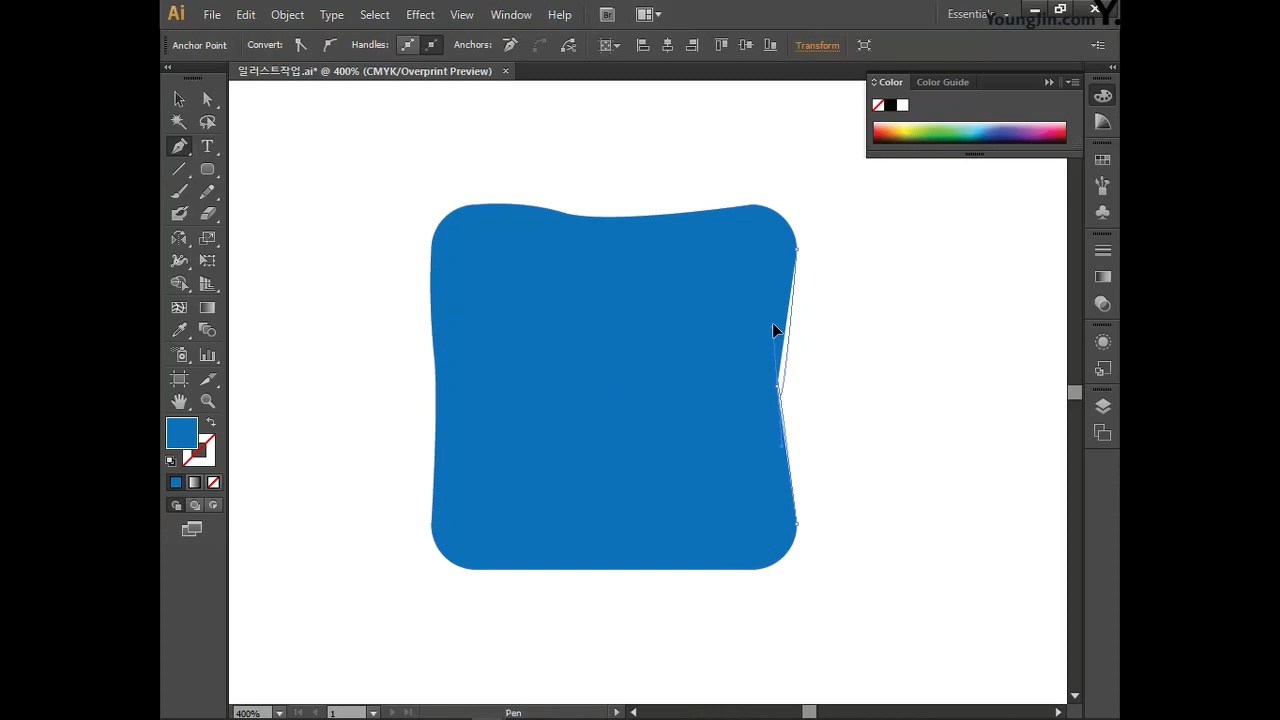 Ai File Edit Object Type Select Effect View Window Help Br
YoungJin.com Y.
Anchor Point Convert: Handles: Anchors: Transform
일러스트작업.ai* @ 400% (CMYK/Overprint Preview) ×
Color Color Guide
T
400% 1 Pen